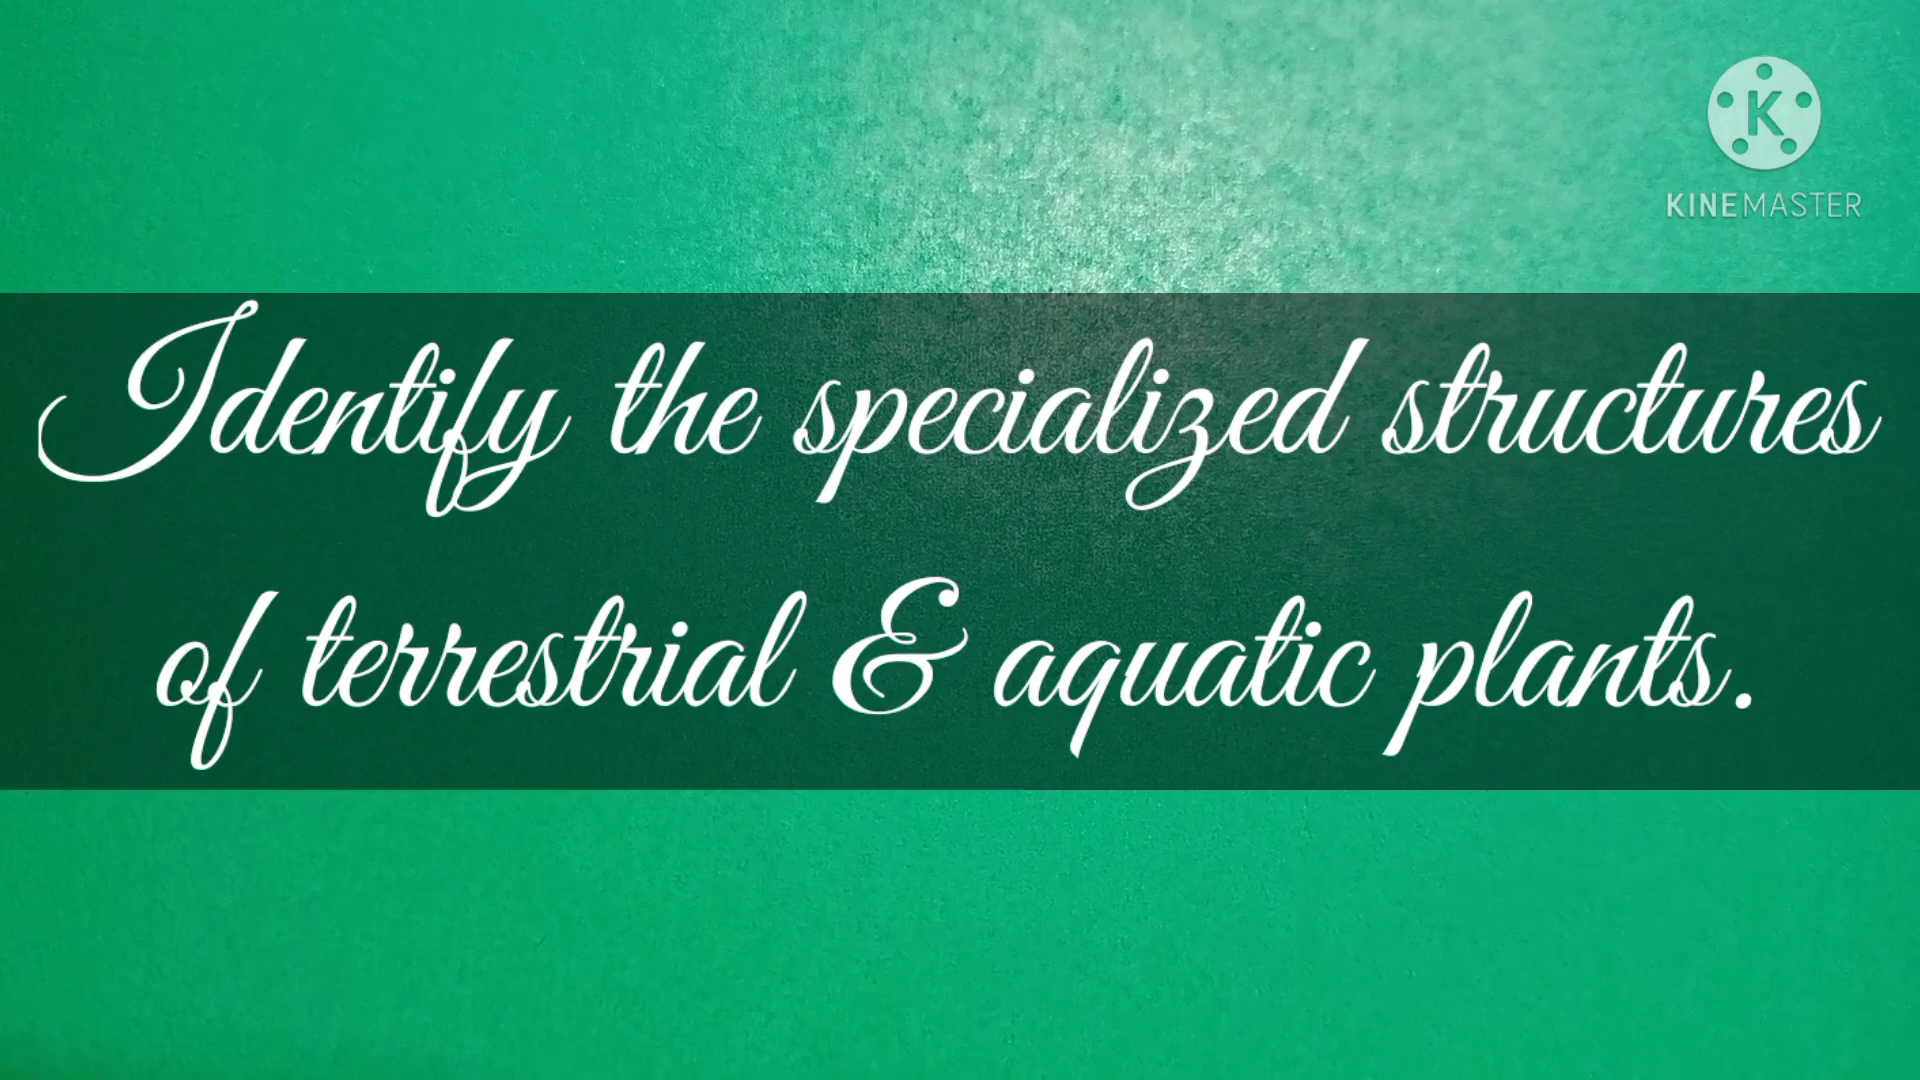 K
KINEMASTER
Identify the specialized structures
of terrestrial & aquatic plants.